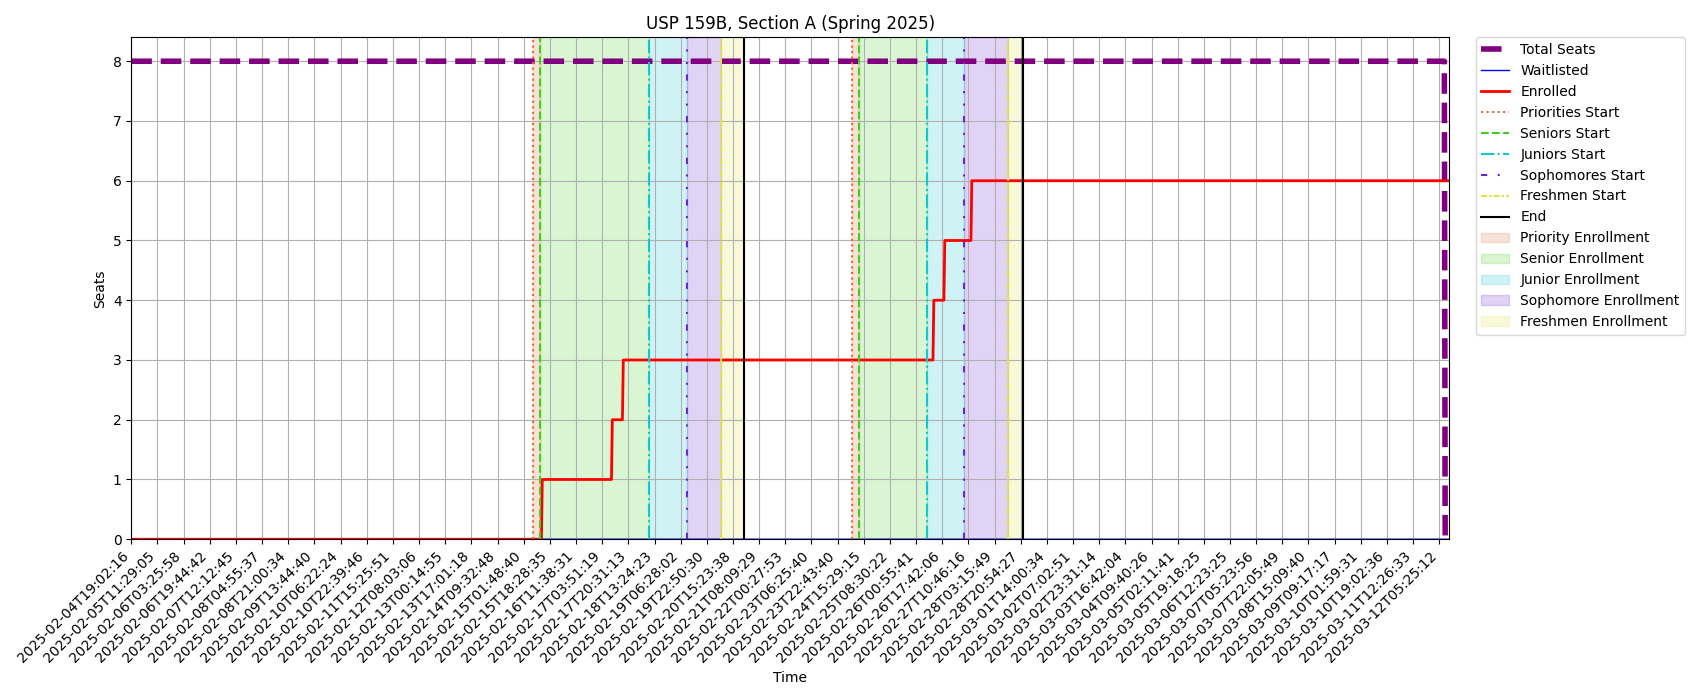 USP 159B, Section A (Spring 2025)
Seats
8
7
6
5
4
3
2
1
0
2025-02-04T19:02:16
2025-02-05T11:29:05
2025-02-06T03:25:58
2025-02-06T19:44:42
2025-02-07T12:12:45
2025-02-08T04:55:37
2025-02-08T21:00:34
2025-02-09T13:44:40
2025-02-10T06:22:24
2025-02-10T22:39:46
2025-02-11T15:25:51
2025-02-12T08:03:06
2025-02-13T00:14:55
2025-02-13T17:01:18
2025-02-14T09:32:48
2025-02-15T01:48:40
2025-02-15T18:28:35
2025-02-16T11:38:31
2025-02-17T03:51:19
2025-02-17T20:31:13
2025-02-18T13:24:23
2025-02-19T06:28:02
2025-02-19T22:50:30
2025-02-20T15:23:38
2025-02-21T08:09:29
2025-02-22T00:27:53
2025-02-23T06:25:40
2025-02-23T22:43:40
2025-02-24T15:29:15
2025-02-25T08:30:22
2025-02-26T00:55:41
2025-02-26T17:42:06
2025-02-27T10:46:16
2025-02-28T03:15:49
2025-02-28T20:54:27
2025-03-01T14:00:34
2025-03-02T07:02:51
2025-03-02T23:31:14
2025-03-03T16:42:04
2025-03-04T09:40:26
2025-03-05T02:11:41
2025-03-05T19:18:25
2025-03-06T12:23:25
2025-03-07T05:23:56
2025-03-07T22:05:49
2025-03-08T15:09:40
2025-03-09T09:17:17
2025-03-10T01:59:31
2025-03-10T19:02:36
2025-03-11T12:26:33
2025-03-12T05:25:12
Time
Total Seats
Waitlisted
Enrolled
Priorities Start
Seniors Start
Juniors Start
Sophomores Start
Freshmen Start
End
Priority Enrollment
Senior Enrollment
Junior Enrollment
Sophomore Enrollment
Freshmen Enrollment